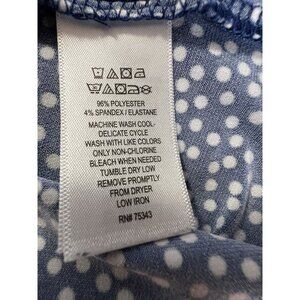 96% POLYESTER
4% SPANDEX / ELASTANE
MACHINE WASH COOL-
DELICATE CYCLE
WASH WITH LIKE COLORS
ONLY NON-CHLORINE
BLEACH WHEN NEEDED
TUMBLE DRY LOW
REMOVE PROMPTLY
FROM DRYER
LOW IRON
RN# 75343